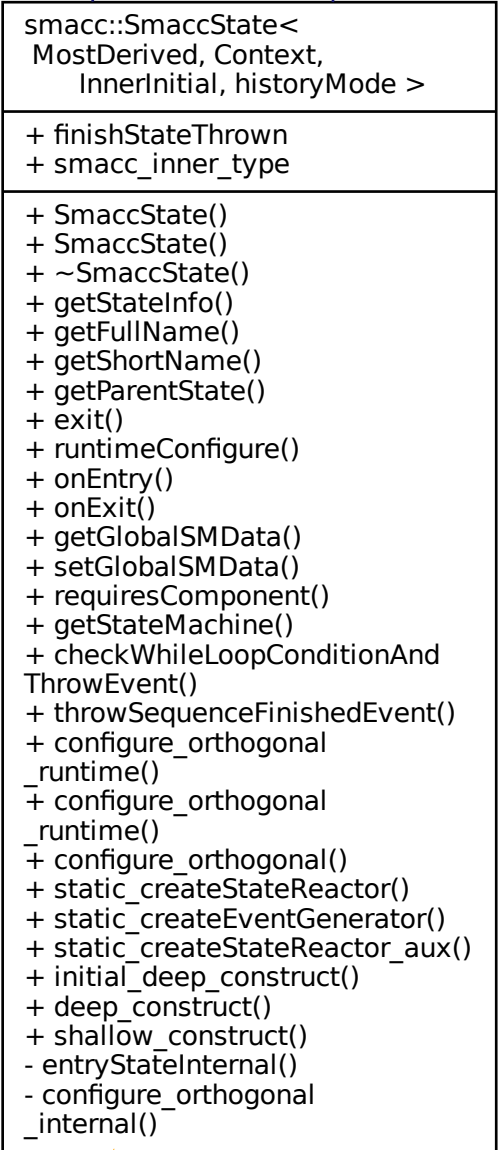 smacc::SmaccState<
MostDerived, Context,
InnerInitial, historyMode >
+ finishStateThrown
+ smacc_inner_type
+ SmaccState()
+ SmaccState()
+ ~SmaccState()
+ getStateInfo()
+ getFullName()
+ getShortName()
+ getParentState()
+ exit()
+ runtimeConfigure()
+ onEntry()
+ onExit()
+ getGlobalSMData()
+ setGlobalSMData()
+ requiresComponent()
+ getStateMachine()
+ checkWhileLoopConditionAnd
ThrowEvent()
+ throwSequenceFinishedEvent()
+ configure_orthogonal
_runtime()
+ configure_orthogonal
_runtime()
+ configure_orthogonal()
+ static_createStateReactor()
+ static_createEventGenerator()
+ static_createStateReactor_aux()
+ initial_deep_construct()
+ deep_construct()
+ shallow_construct()
- entryStateInternal()
- configure_orthogonal
_internal()